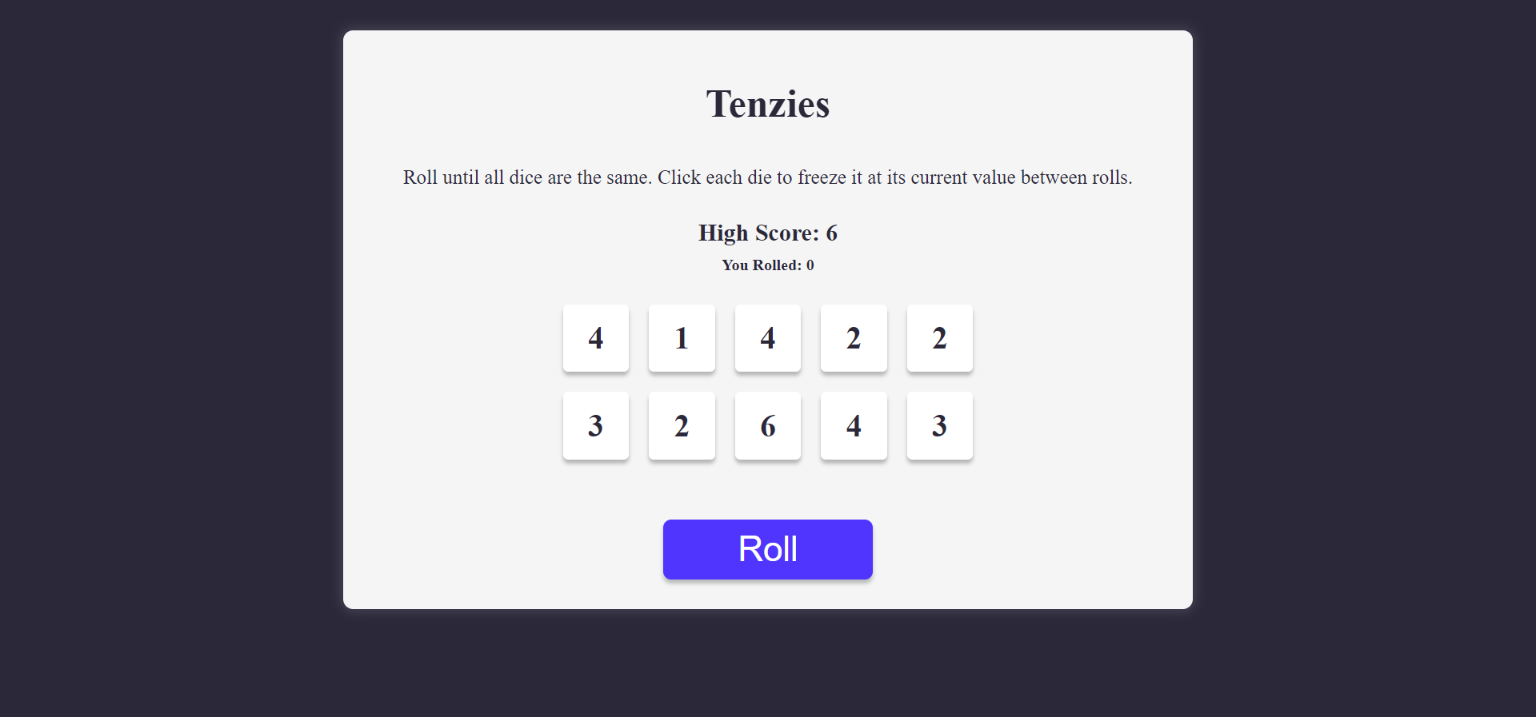 Tenzies
Roll until all dice are the same. Click each die to freeze it at its current value between rolls.
High Score: 6
You Rolled: 0
4 1 4 2 2
3 2 6 4 3
Roll